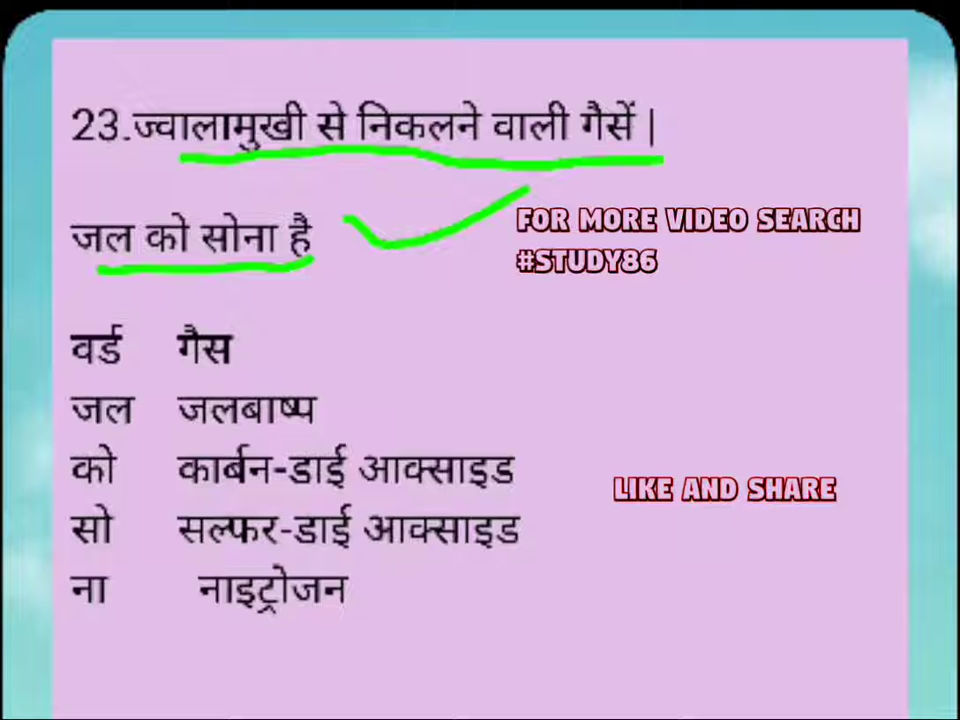 23.ज्वालामुखी से निकलने वाली गैसें |
जल को सोना है
FOR MORE VIDEO SEARCH
#STUDY86
वर्ड गैस
जल जलबाष्प
को कार्बन-डाई आक्साइड
LIKE AND SHARE
सो सल्फर-डाई आक्साइड
ना नाइट्रोजन